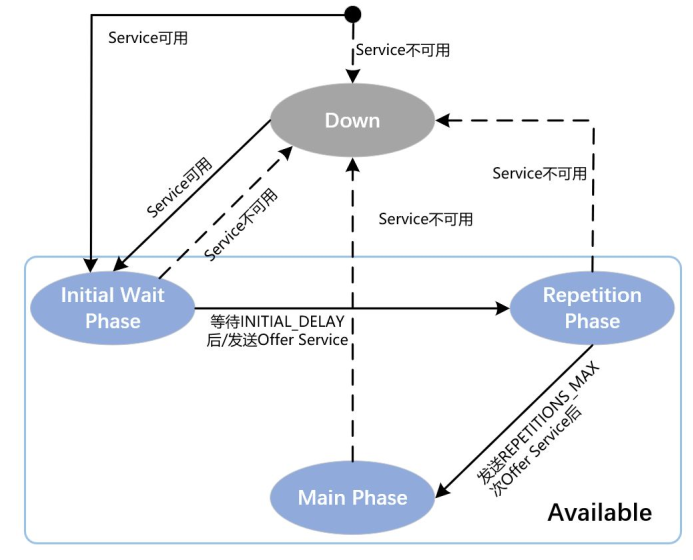 Service可用
Service不可用
Down
Service可用
Service不可用
Service不可用
Service不可用
Initial Wait
Phase
Repetition
Phase
等待INITIAL_DELAY
后/发送Offer Service
发送REPETITIONS_MAX
次Offer Service后
Main Phase
Available